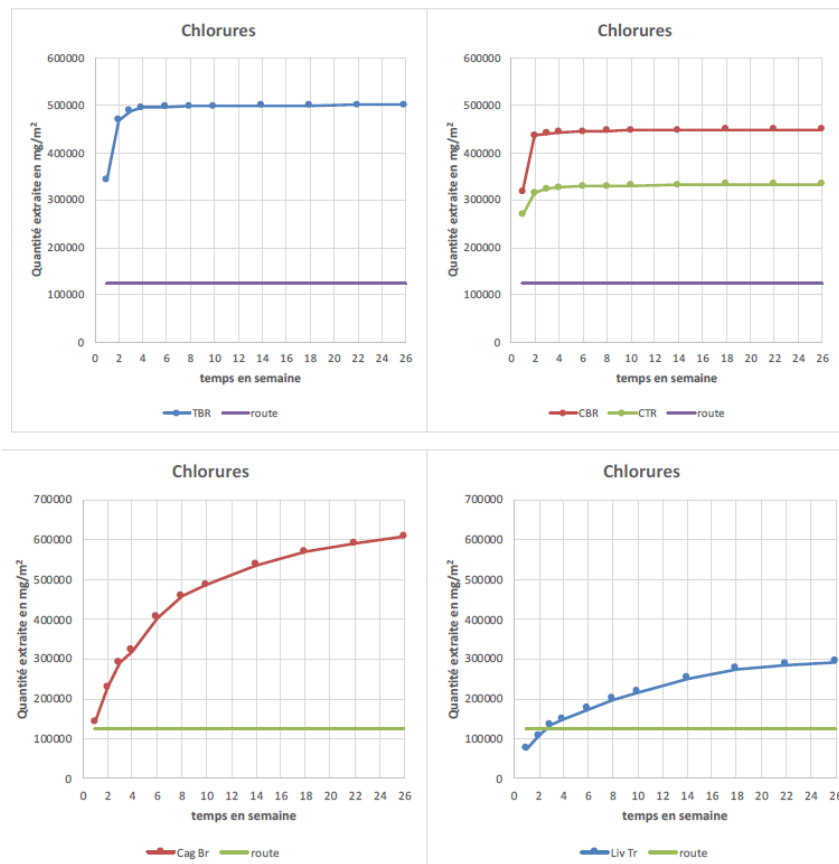 Chlorures
600000
500000
400000
300000
200000
100000
0
Quantité extraite en mg/m²
0 2 4 6 8 10 12 14 16 18 20 22 24 26
temps en semaine
TBR route
Chlorures
600000
500000
400000
300000
200000
100000
0
Quantité extraite en mg/m²
0 2 4 6 8 10 12 14 16 18 20 22 24 26
temps en semaine
CBR CTR route
Chlorures
700000
600000
500000
400000
300000
200000
100000
0
Quantité extraite en mg/m²
0 2 4 6 8 10 12 14 16 18 20 22 24 26
temps en semaine
Cag Br route
Chlorures
700000
600000
500000
400000
300000
200000
100000
0
Quantité extraite en mg/m²
0 2 4 6 8 10 12 14 16 18 20 22 24 26
temps en semaine
Liv Tr route